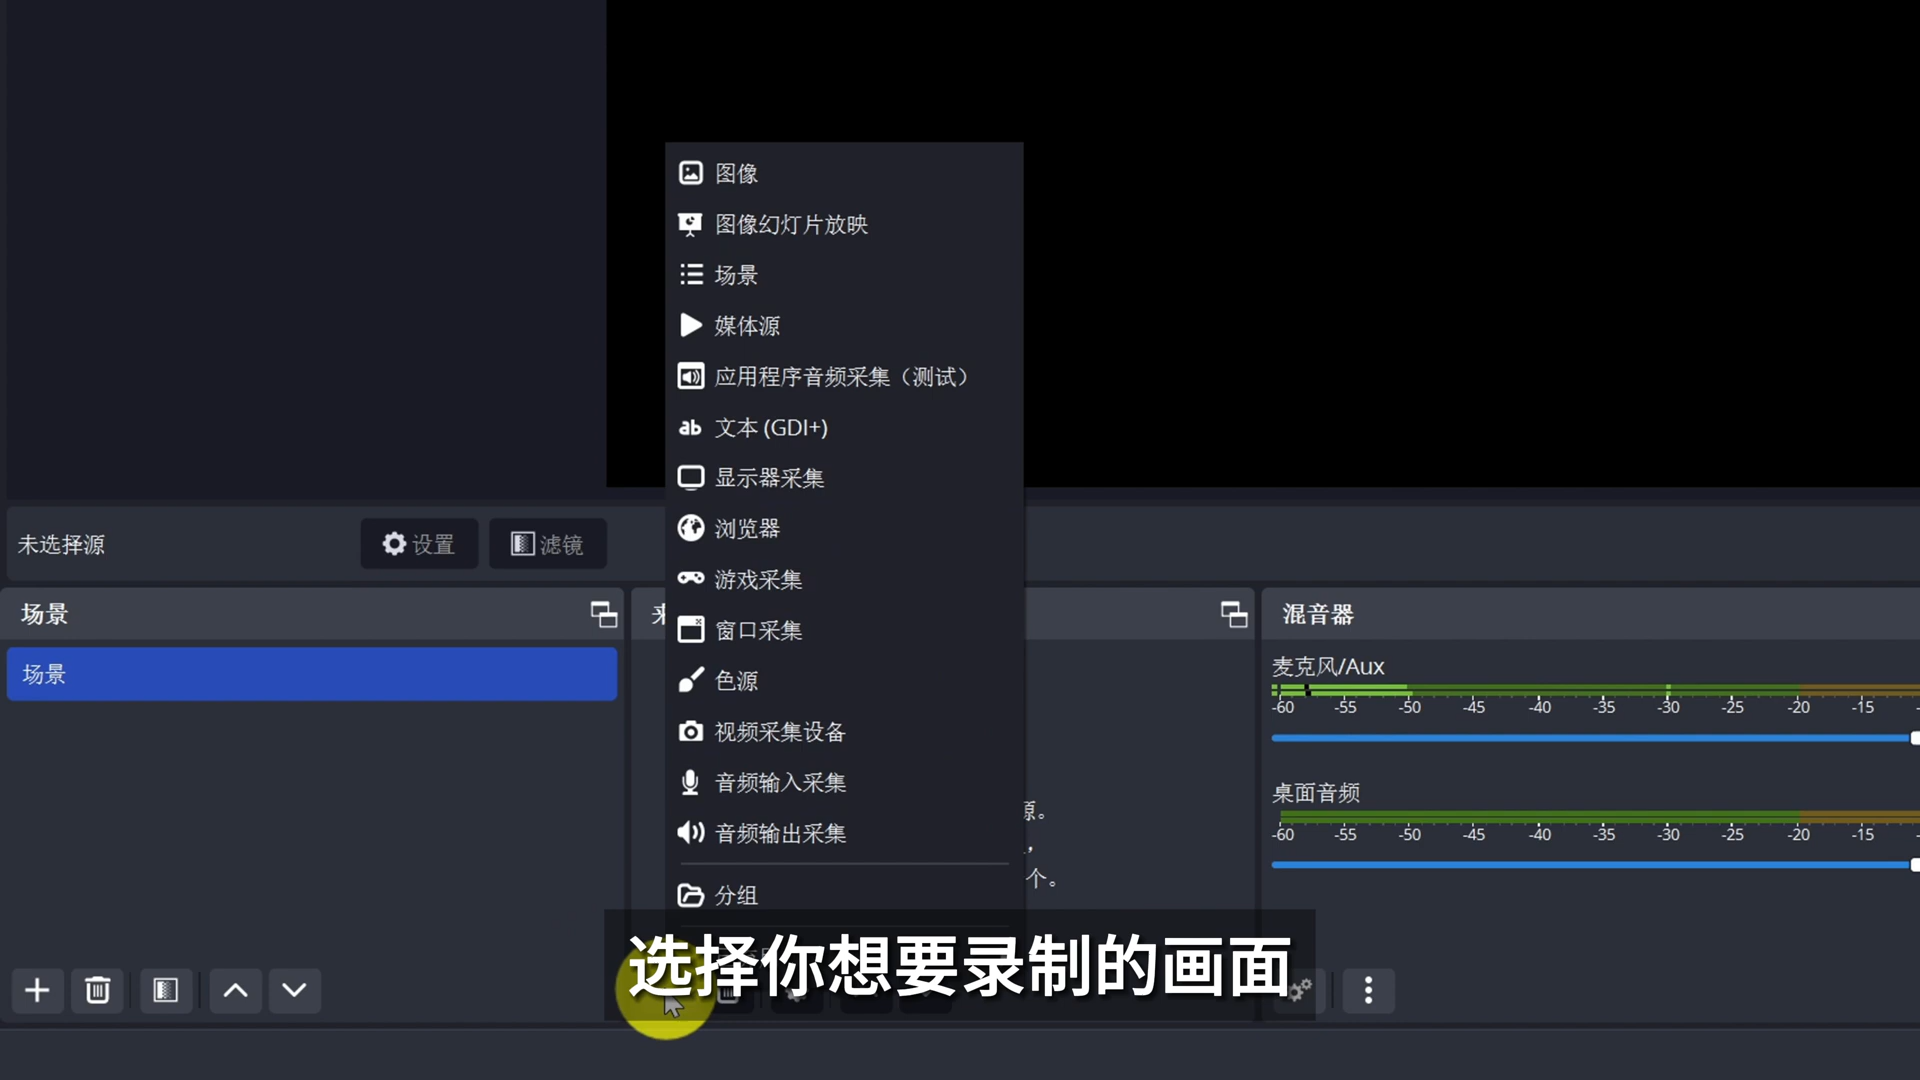 图像
图像幻灯片放映
场景
媒体源
应用程序音频采集（测试）
文本 (GDI+)
显示器采集
浏览器
游戏采集
窗口采集
色源
视频采集设备
音频输入采集
音频输出采集
分组
未选择源
设置
滤镜
场景
场景
来
源。
，
个。
混音器
麦克风/Aux
-60 -55 -50 -45 -40 -35 -30 -25 -20 -15
桌面音频
-60 -55 -50 -45 -40 -35 -30 -25 -20 -15
选择你想要录制的画面